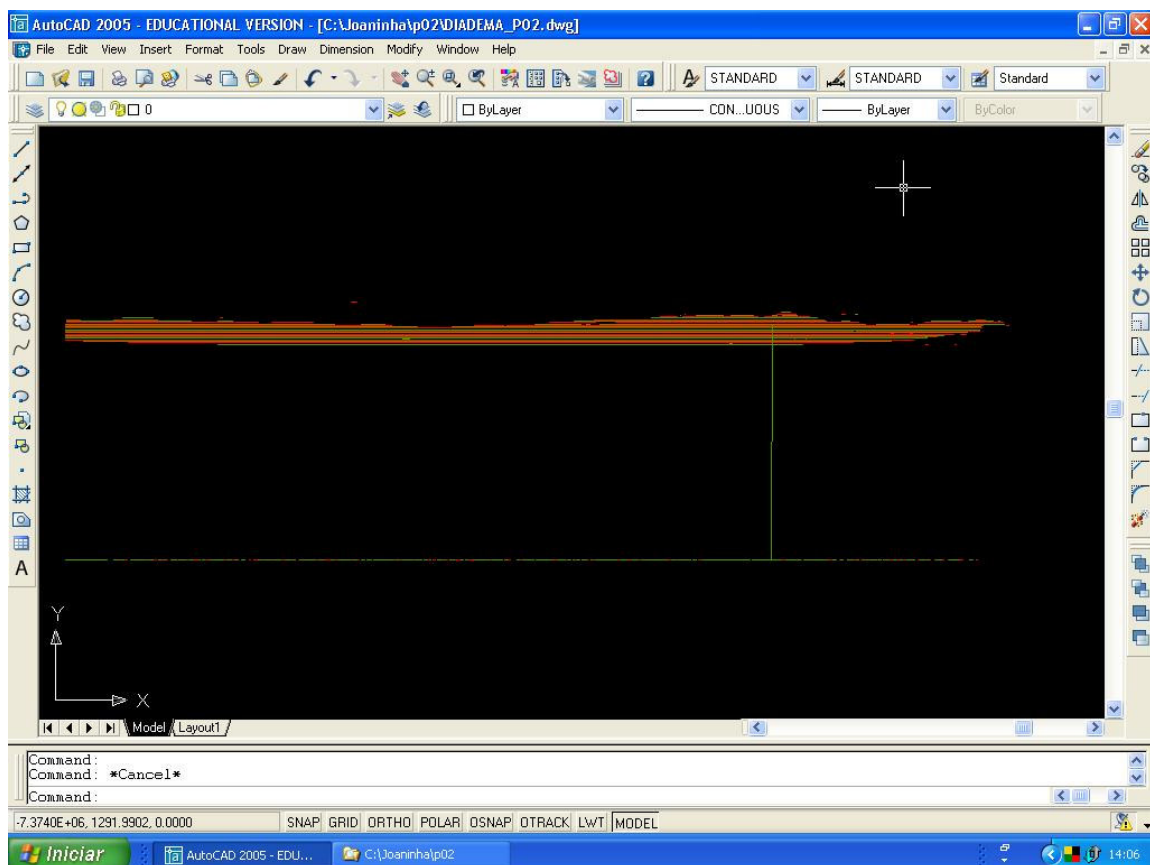 AutoCAD 2005 - EDUCATIONAL VERSION - [C:\Joaninha\p02\DIADEMA_P02.dwg]
File Edit View Insert Format Tools Draw Dimension Modify Window Help
STANDARD STANDARD Standard
0 ByLayer CON...UOUS ByLayer ByColor
A
Y
X
Model Layout1
Command:
Command: *Cancel*
Command:
-7.3740E+06, 1291.9902, 0.0000 SNAP GRID ORTHO POLAR OSNAP OTRACK LWT MODEL
Iniciar AutoCAD 2005 - EDU... C:\Joaninha\p02 14:06